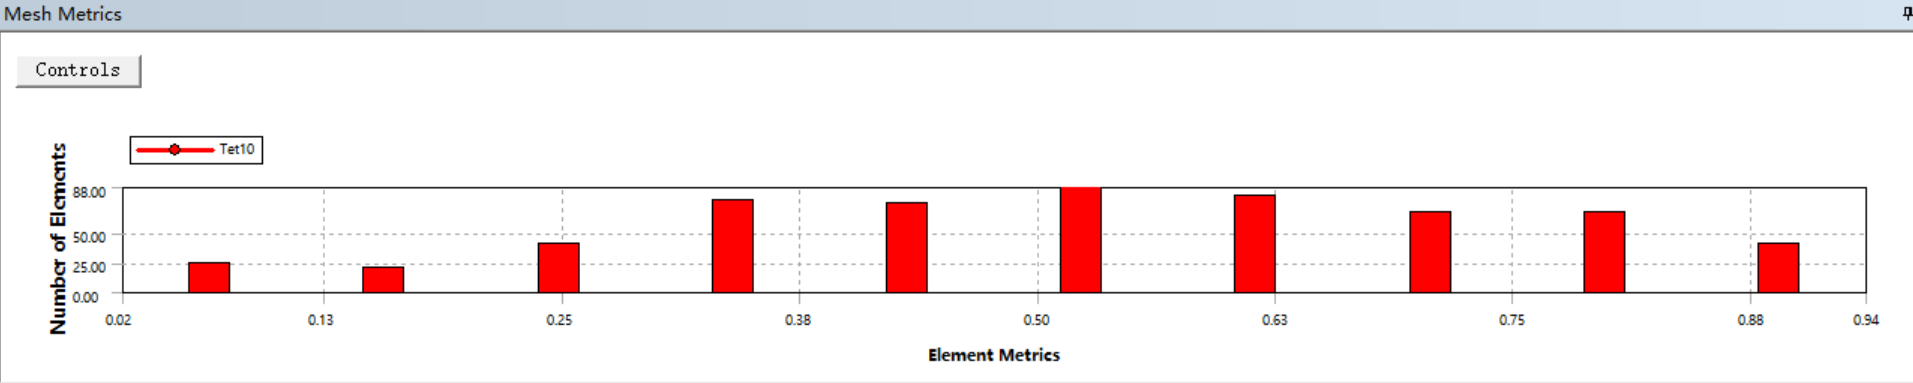 Mesh Metrics
Controls
Tet10
Number of Elements
88.00
50.00
25.00
0.00
0.02 0.13 0.25 0.38 0.50 0.63 0.75 0.88 0.94
Element Metrics